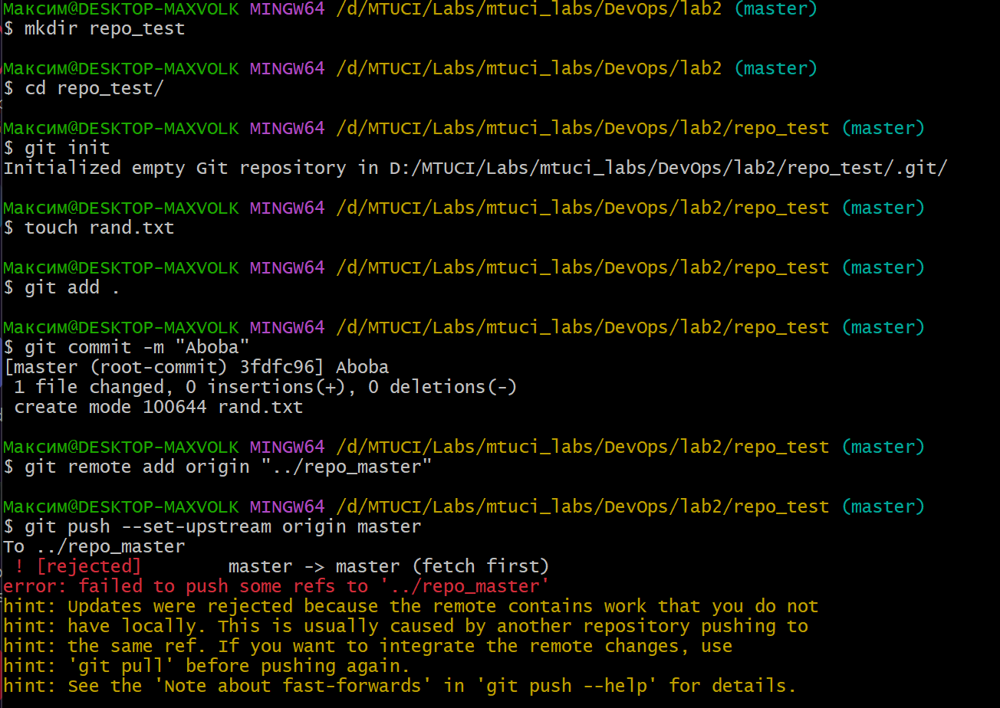 Максим@DESKTOP-MAXVOLK MINGW64 /d/MTUCI/Labs/mtuci_labs/DevOps/lab2 (master)
$ mkdir repo_test
Максим@DESKTOP-MAXVOLK MINGW64 /d/MTUCI/Labs/mtuci_labs/DevOps/lab2 (master)
$ cd repo_test/
Максим@DESKTOP-MAXVOLK MINGW64 /d/MTUCI/Labs/mtuci_labs/DevOps/lab2/repo_test (master)
$ git init
Initialized empty Git repository in D:/MTUCI/Labs/mtuci_labs/DevOps/lab2/repo_test/.git/
Максим@DESKTOP-MAXVOLK MINGW64 /d/MTUCI/Labs/mtuci_labs/DevOps/lab2/repo_test (master)
$ touch rand.txt
Максим@DESKTOP-MAXVOLK MINGW64 /d/MTUCI/Labs/mtuci_labs/DevOps/lab2/repo_test (master)
$ git add .
Максим@DESKTOP-MAXVOLK MINGW64 /d/MTUCI/Labs/mtuci_labs/DevOps/lab2/repo_test (master)
$ git commit -m "Aboba"
[master (root-commit) 3fdfc96] Aboba
 1 file changed, 0 insertions(+), 0 deletions(-)
 create mode 100644 rand.txt
Максим@DESKTOP-MAXVOLK MINGW64 /d/MTUCI/Labs/mtuci_labs/DevOps/lab2/repo_test (master)
$ git remote add origin "../repo_master"
Максим@DESKTOP-MAXVOLK MINGW64 /d/MTUCI/Labs/mtuci_labs/DevOps/lab2/repo_test (master)
$ git push --set-upstream origin master
To ../repo_master
 ! [rejected]        master -> master (fetch first)
error: failed to push some refs to '../repo_master'
hint: Updates were rejected because the remote contains work that you do not
hint: have locally. This is usually caused by another repository pushing to
hint: the same ref. If you want to integrate the remote changes, use
hint: 'git pull' before pushing again.
hint: See the 'Note about fast-forwards' in 'git push --help' for details.